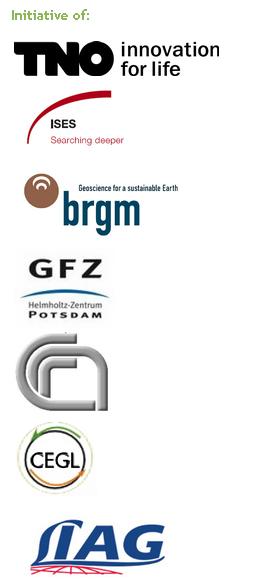 Initiative of:
TNO innovation
for life
ISES
Searching deeper
Geoscience for a sustainable Earth
brgm
GFZ
Helmholtz-Zentrum
POTSDAM
CEGL
IAG